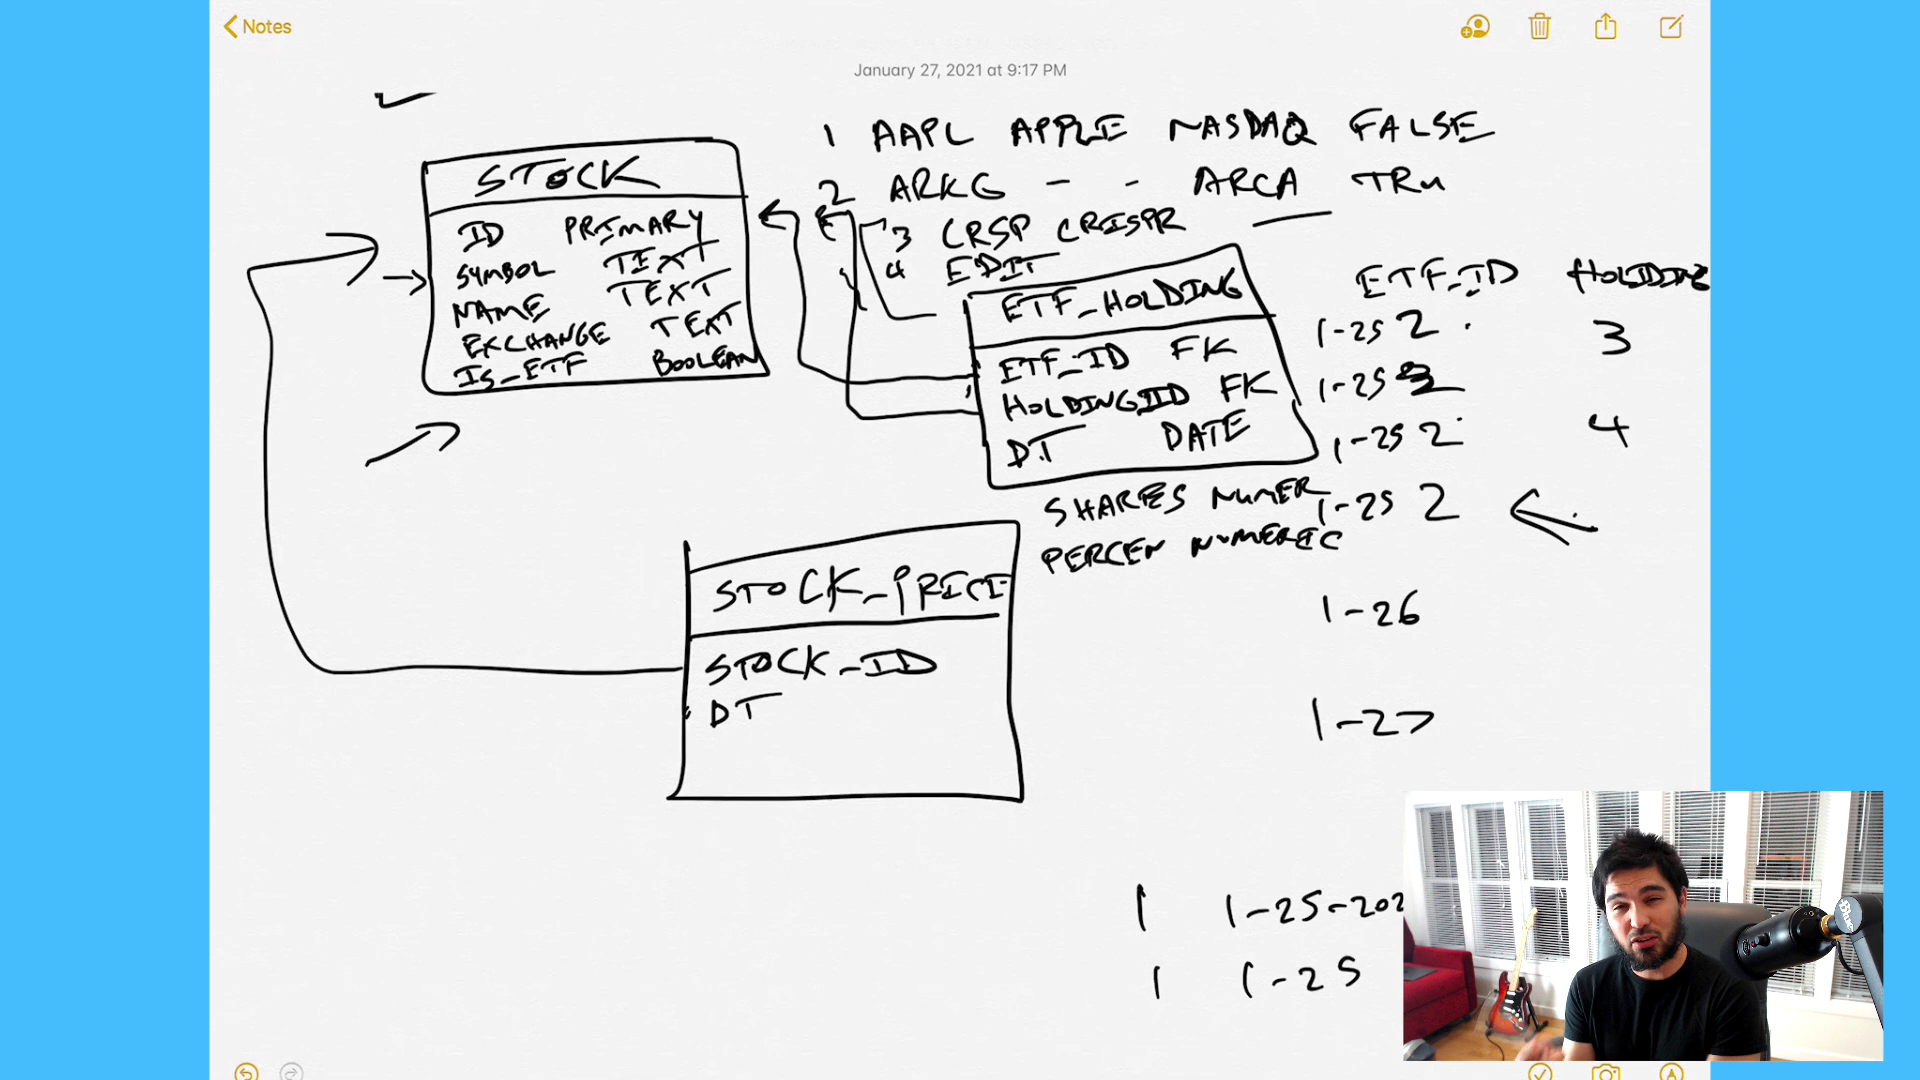 Notes
January 27, 2021 at 9:17 PM
1 AAPL APPLE NASDAQ FALSE
2 ARKG - - ARCA TRU
3 CRSP CRISPR
4 EDIT
STOCK
ID PRIMARY
SYMBOL TEXT
NAME TEXT
EXCHANGE TEXT
IS_ETF BOOLEAN
ETF_HOLDING
ETF_ID FK
HOLDING_ID FK
DT DATE
SHARES NUMER
PERCEN NUMERIC
ETF_ID HOLDING
1-25 2 3
1-25
1-25 2 4
1-25 2
1-26
1-27
STOCK_PRICE
STOCK_ID
DT
1 1-25-202
1 1-25